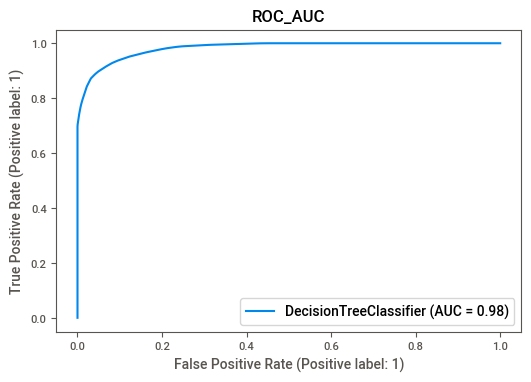 ROC_AUC
True Positive Rate (Positive label: 1)
1.0
0.8
0.6
0.4
0.2
0.0
DecisionTreeClassifier (AUC = 0.98)
0.0 0.2 0.4 0.6 0.8 1.0
False Positive Rate (Positive label: 1)